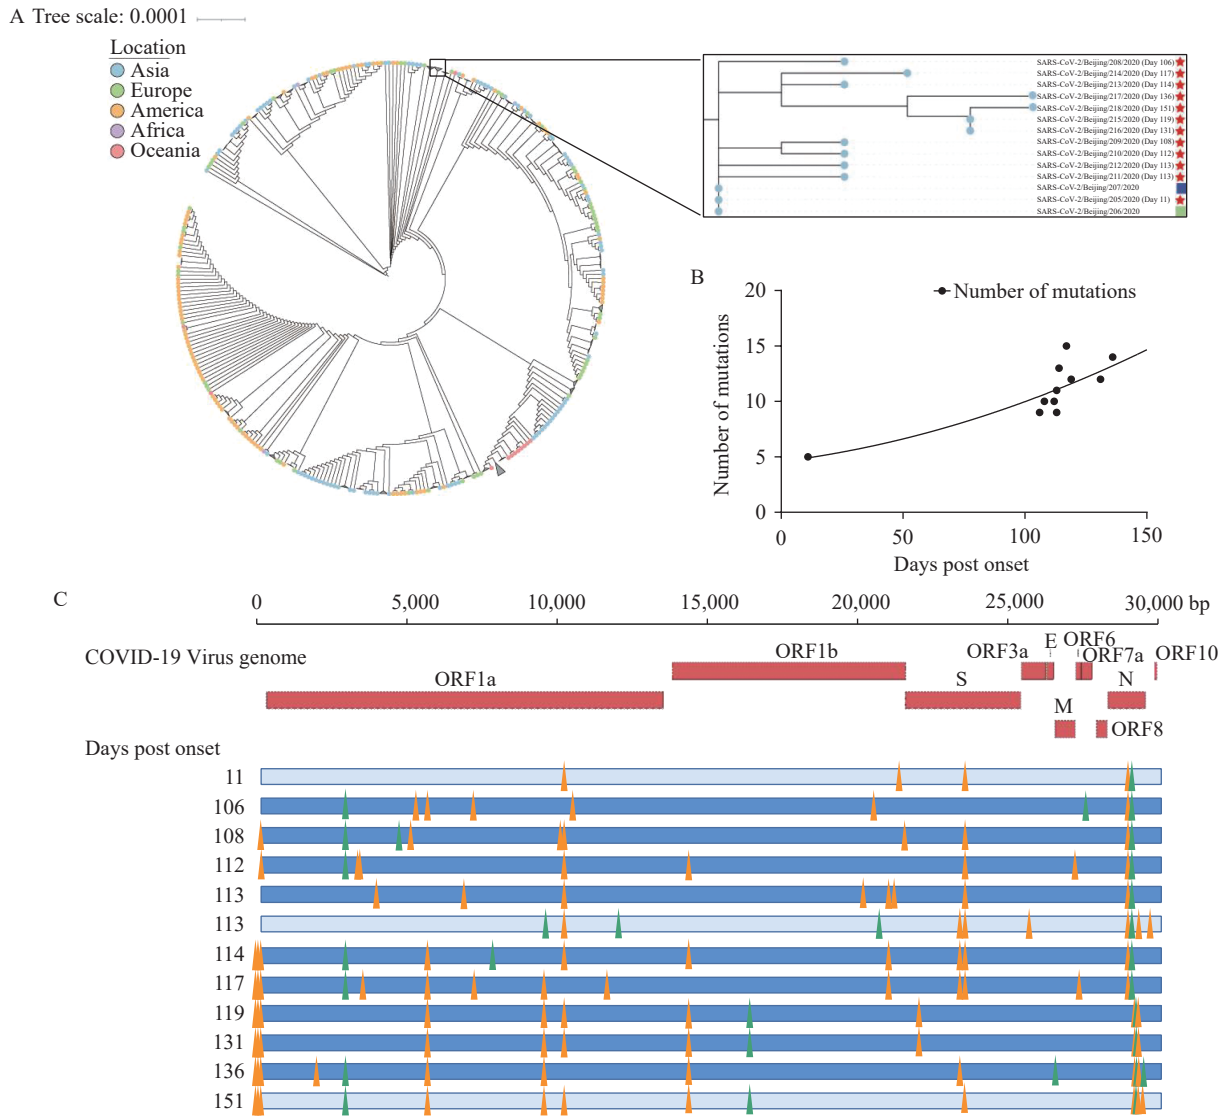 A Tree scale: 0.0001
Location
Asia
Europe
America
Africa
Oceania
SARS-CoV-2/Beijing/208/2020 (Day 106)
SARS-CoV-2/Beijing/214/2020 (Day 117)
SARS-CoV-2/Beijing/213/2020 (Day 114)
SARS-CoV-2/Beijing/217/2020 (Day 136)
SARS-CoV-2/Beijing/218/2020 (Day 151)
SARS-CoV-2/Beijing/215/2020 (Day 119)
SARS-CoV-2/Beijing/216/2020 (Day 131)
SARS-CoV-2/Beijing/209/2020 (Day 108)
SARS-CoV-2/Beijing/210/2020 (Day 112)
SARS-CoV-2/Beijing/212/2020 (Day 113)
SARS-CoV-2/Beijing/211/2020 (Day 113)
SARS-CoV-2/Beijing/207/2020
SARS-CoV-2/Beijing/205/2020 (Day 11)
SARS-CoV-2/Beijing/206/2020
B
Number of mutations
20
15
10
5
0
Number of mutations
0 50 100 150
Days post onset
C
0 5,000 10,000 15,000 20,000 25,000 30,000 bp
COVID-19 Virus genome
ORF1a
ORF1b
S
ORF3a
E
M
ORF6
ORF7a
ORF8
N
ORF10
Days post onset
11
106
108
112
113
113
114
117
119
131
136
151